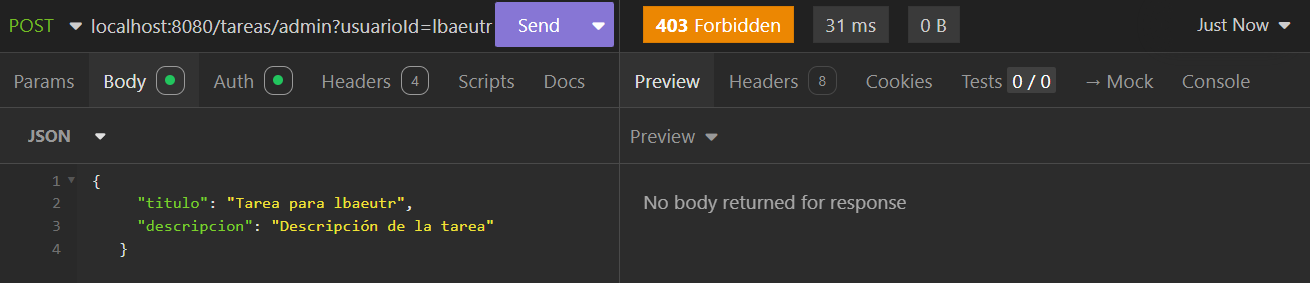 POST localhost:8080/tareas/admin?usuarioId=lbaeutr Send 403 Forbidden 31 ms 0 B Just Now
Params Body Auth Headers 4 Scripts Docs Preview Headers 8 Cookies Tests 0 / 0 → Mock Console
JSON Preview
1 {
2 "titulo": "Tarea para lbaeutr",
3 "descripcion": "Descripción de la tarea"
4 }
No body returned for response